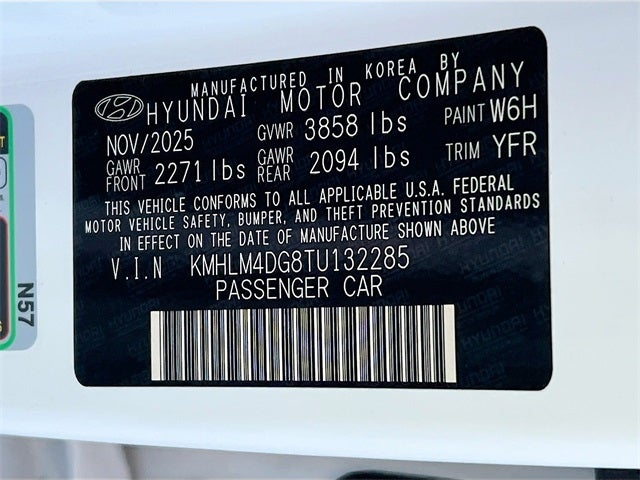 MANUFACTURED IN KOREA BY
HYUNDAI MOTOR COMPANY
NOV/2025 GVWR 3858 lbs PAINT W6H
GAWR FRONT 2271 lbs GAWR REAR 2094 lbs TRIM YFR
THIS VEHICLE CONFORMS TO ALL APPLICABLE U.S.A. FEDERAL
MOTOR VEHICLE SAFETY, BUMPER, AND THEFT PREVENTION STANDARDS
IN EFFECT ON THE DATE OF MANUFACTURE SHOWN ABOVE
V.I.N KMHLM4DG8TU132285
PASSENGER CAR
N57